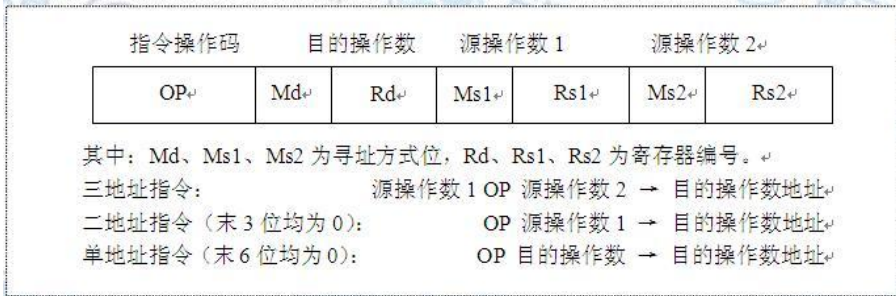 指令操作码 目的操作数 源操作数 1 源操作数 2↵
OP↵ Md↵ Rd↵ Ms1↵ Rs1↵ Ms2↵ Rs2↵
其中：Md、Ms1、Ms2 为寻址方式位，Rd、Rs1、Rs2 为寄存器编号。↵
三地址指令： 源操作数 1 OP 源操作数 2 → 目的操作数地址↵
二地址指令（末 3 位均为 0）： OP 源操作数 1 → 目的操作数地址↵
单地址指令（末 6 位均为 0）： OP 目的操作数 → 目的操作数地址↵